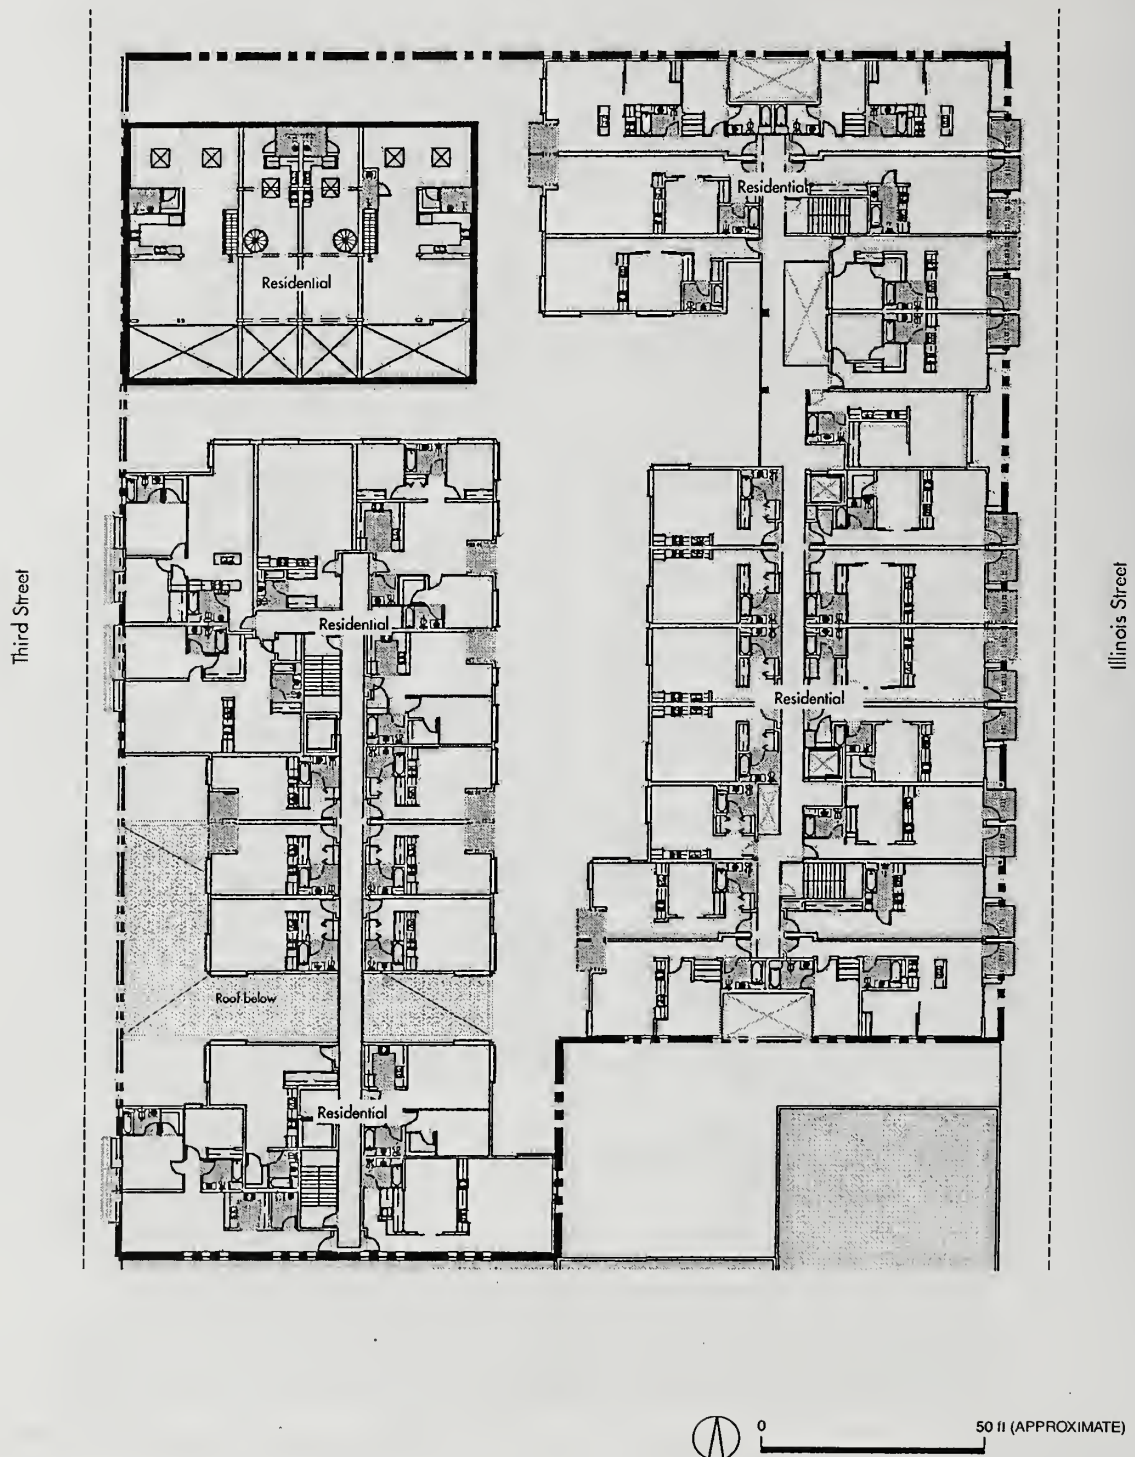 Residential
Residential
Third Street
Residential
Illinois Street
Residential
Roof below
Residential
0
50 ft (APPROXIMATE)